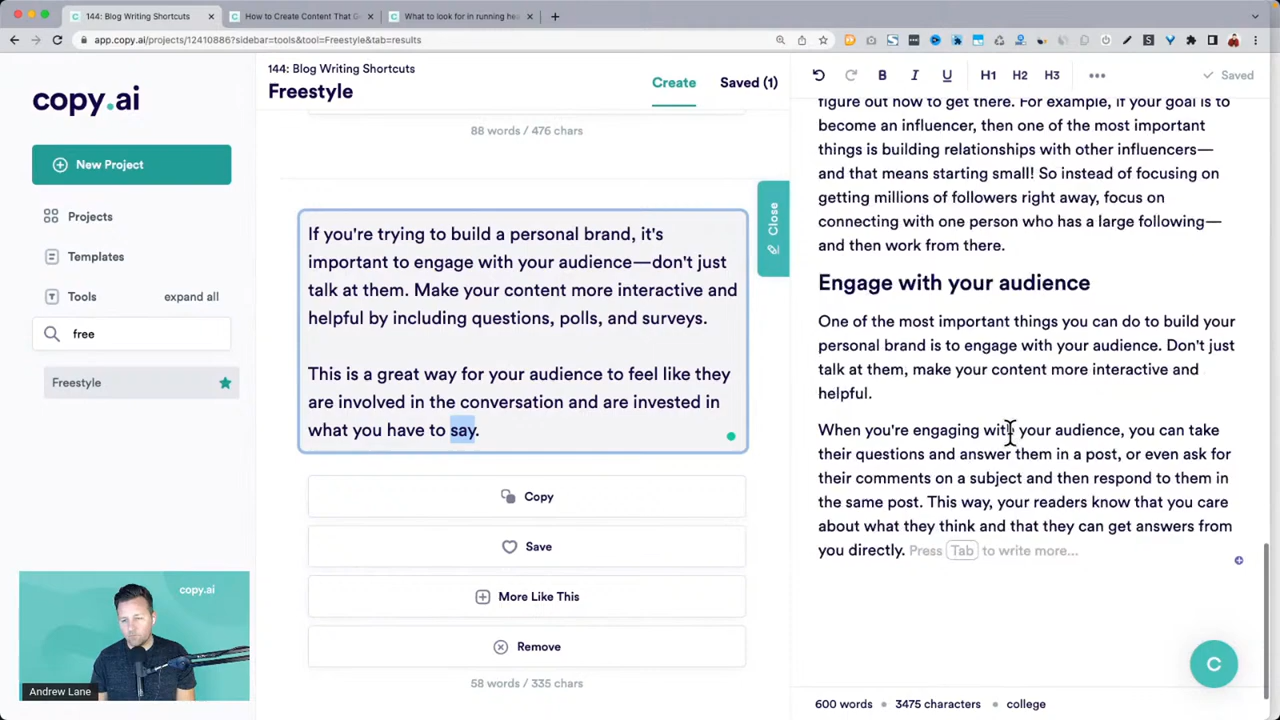 144: Blog Writing Shortcuts
How to Create Content That G
What to look for in running he
app.copy.ai/projects/12410886?sidebar=tools&tool=Freestyle&tab=results
copy.ai
New Project
Projects
Templates
Tools
expand all
free
Freestyle
copy.ai
Andrew Lane
144: Blog Writing Shortcuts
Freestyle
Create
Saved (1)
88 words / 476 chars
If you're trying to build a personal brand, it's
important to engage with your audience—don't just
talk at them. Make your content more interactive and
helpful by including questions, polls, and surveys.
This is a great way for your audience to feel like they
are involved in the conversation and are invested in
what you have to say.
Copy
Save
More Like This
Remove
58 words / 335 chars
Close
B I U H1 H2 H3
Saved
figure out how to get there. For example, if your goal is to
become an influencer, then one of the most important
things is building relationships with other influencers—
and that means starting small! So instead of focusing on
getting millions of followers right away, focus on
connecting with one person who has a large following—
and then work from there.
Engage with your audience
One of the most important things you can do to build your
personal brand is to engage with your audience. Don't just
talk at them, make your content more interactive and
helpful.
When you're engaging with your audience, you can take
their questions and answer them in a post, or even ask for
their comments on a subject and then respond to them in
the same post. This way, your readers know that you care
about what they think and that they can get answers from
you directly. Press Tab to write more...
C
600 words • 3475 characters • college